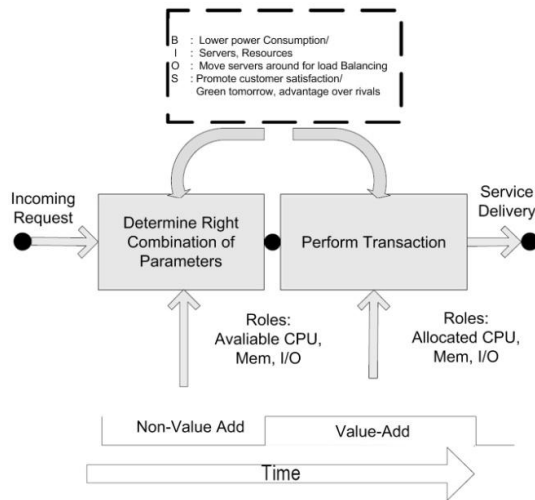 B : Lower power Consumption/
I : Servers, Resources
O : Move servers around for load Balancing
S : Promote customer satisfaction/
Green tomorrow, advantage over rivals
Incoming
Request
Determine Right
Combination of
Parameters
Perform Transaction
Service
Delivery
Roles:
Avaliable CPU,
Mem, I/O
Roles:
Allocated CPU,
Mem, I/O
Non-Value Add
Value-Add
Time